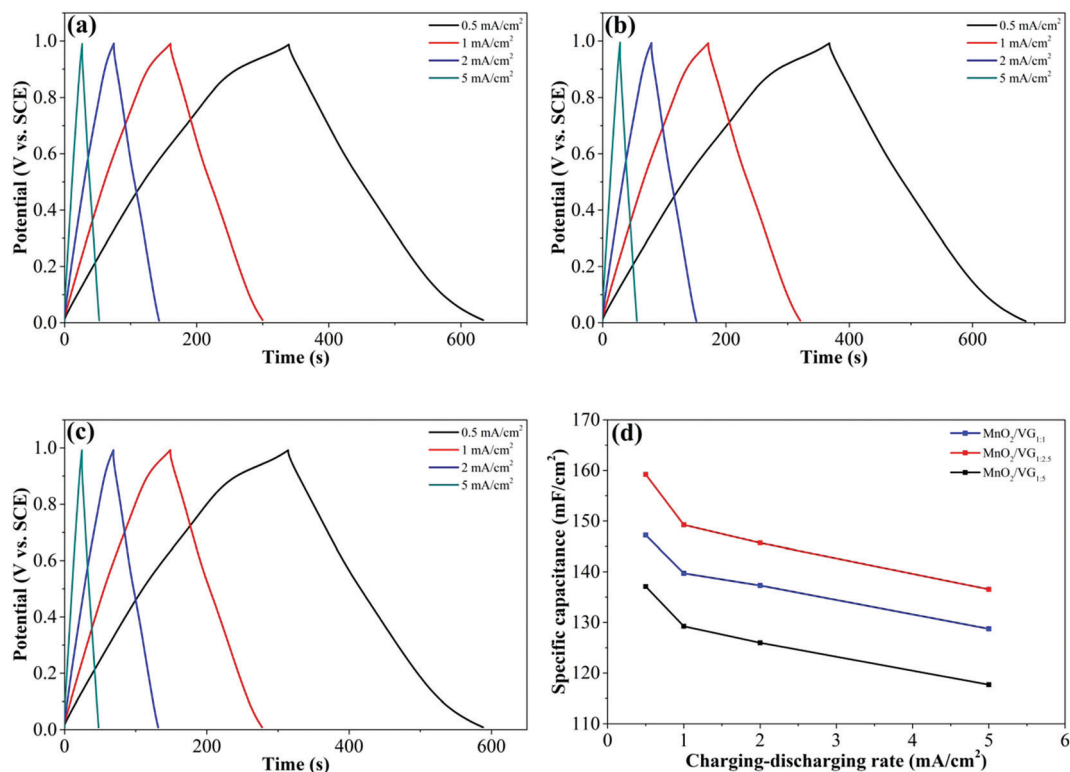 (a)
0.5 mA/cm²
1 mA/cm²
2 mA/cm²
5 mA/cm²
Potential (V vs. SCE)
1.0
0.8
0.6
0.4
0.2
0.0
0 200 400 600
Time (s)
(b)
0.5 mA/cm²
1 mA/cm²
2 mA/cm²
5 mA/cm²
Potential (V vs. SCE)
1.0
0.8
0.6
0.4
0.2
0.0
0 200 400 600
Time (s)
(c)
0.5 mA/cm²
1 mA/cm²
2 mA/cm²
5 mA/cm²
Potential (V vs. SCE)
1.0
0.8
0.6
0.4
0.2
0.0
0 200 400 600
Time (s)
(d)
MnO₂/VG₁:₁
MnO₂/VG₁:₂.₅
MnO₂/VG₁:₅
Specific capacitance (mF/cm²)
170
160
150
140
130
120
110
0 1 2 3 4 5 6
Charging-discharging rate (mA/cm²)